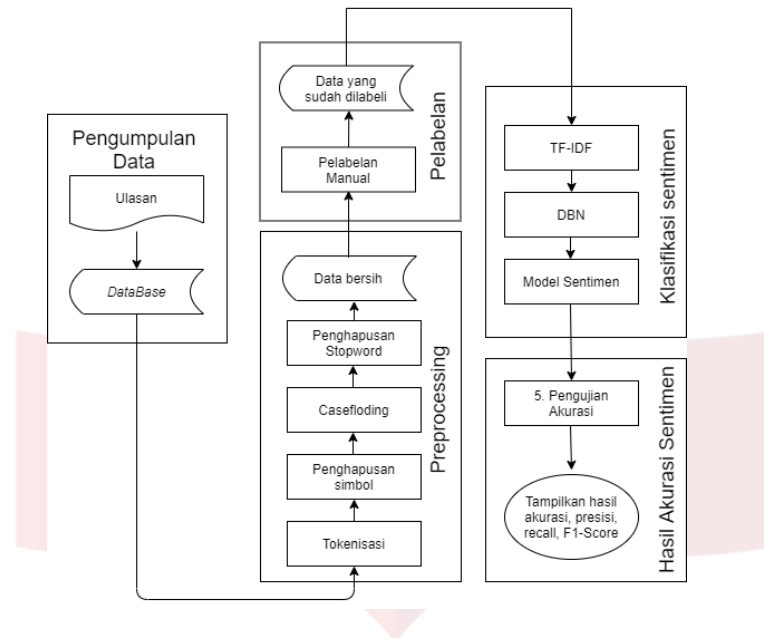 Pengumpulan
Data
Ulasan
DataBase
Data yang
sudah dilabeli
Pelabelan
Manual
Pelabelan
Data bersih
Penghapusan
Stopword
Casefloding
Penghapusan
simbol
Tokenisasi
Preprocessing
TF-IDF
DBN
Model Sentimen
Klasifikasi sentimen
5. Pengujian
Akurasi
Tampilkan hasil
akurasi, presisi,
recall, F1-Score
Hasil Akurasi Sentimen